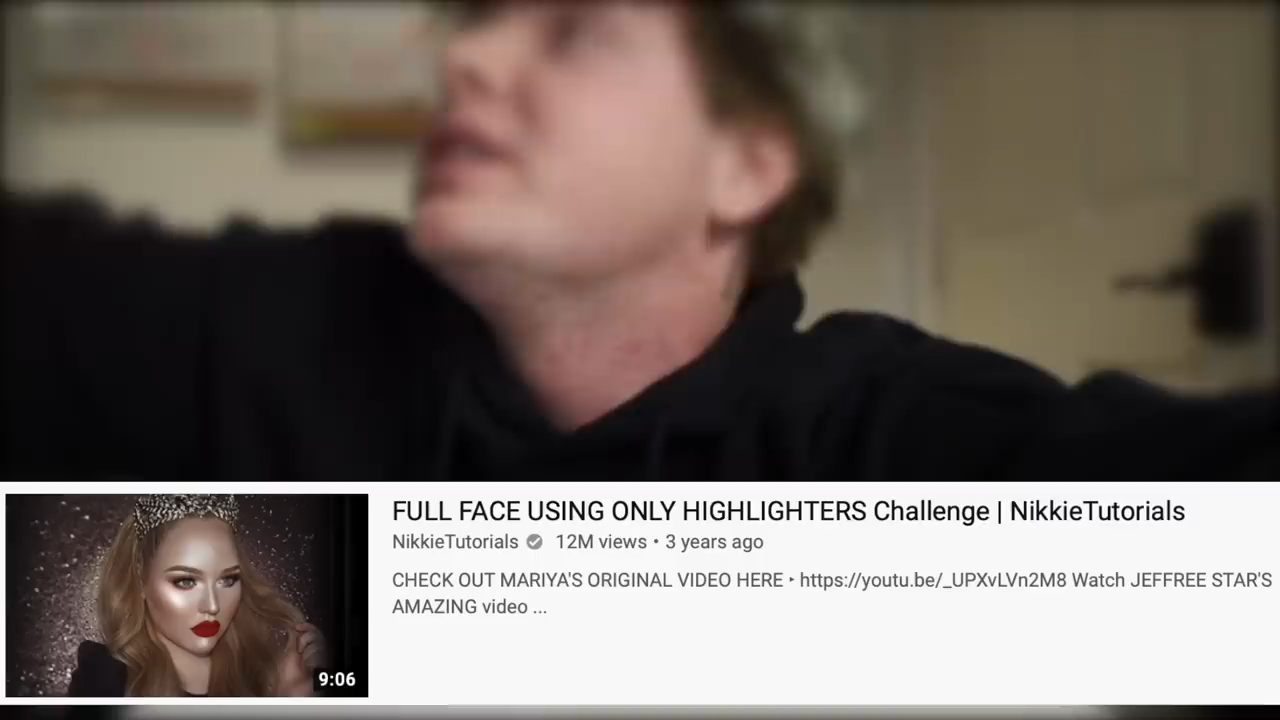 FULL FACE USING ONLY HIGHLIGHTERS Challenge | NikkieTutorials
NikkieTutorials 12M views • 3 years ago
CHECK OUT MARIYA'S ORIGINAL VIDEO HERE ‣ https://youtu.be/_UPXvLVn2M8 Watch JEFFREE STAR'S
AMAZING video ...
9:06